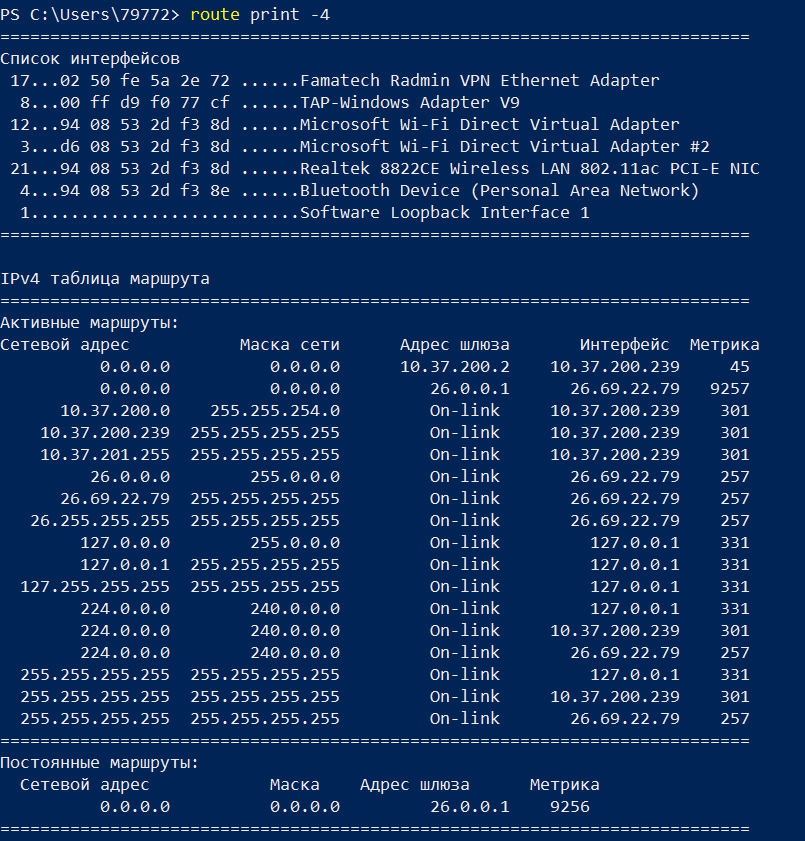 PS C:\Users\79772> route print -4
===========================================================================
Список интерфейсов
 17...02 50 fe 5a 2e 72 ......Famatech Radmin VPN Ethernet Adapter
  8...00 ff d9 f0 77 cf ......TAP-Windows Adapter V9
 12...94 08 53 2d f3 8d ......Microsoft Wi-Fi Direct Virtual Adapter
  3...d6 08 53 2d f3 8d ......Microsoft Wi-Fi Direct Virtual Adapter #2
 21...94 08 53 2d f3 8d ......Realtek 8822CE Wireless LAN 802.11ac PCI-E NIC
  4...94 08 53 2d f3 8e ......Bluetooth Device (Personal Area Network)
  1...........................Software Loopback Interface 1
===========================================================================
IPv4 таблица маршрута
===========================================================================
Активные маршруты:
Сетевой адрес           Маска сети      Адрес шлюза       Интерфейс  Метрика
          0.0.0.0          0.0.0.0      10.37.200.2    10.37.200.239     45
          0.0.0.0          0.0.0.0         26.0.0.1      26.69.22.79   9257
      10.37.200.0    255.255.254.0         On-link     10.37.200.239    301
    10.37.200.239  255.255.255.255         On-link     10.37.200.239    301
    10.37.201.255  255.255.255.255         On-link     10.37.200.239    301
         26.0.0.0        255.0.0.0         On-link       26.69.22.79    257
      26.69.22.79  255.255.255.255         On-link       26.69.22.79    257
   26.255.255.255  255.255.255.255         On-link       26.69.22.79    257
        127.0.0.0        255.0.0.0         On-link         127.0.0.1    331
        127.0.0.1  255.255.255.255         On-link         127.0.0.1    331
  127.255.255.255  255.255.255.255         On-link         127.0.0.1    331
        224.0.0.0        240.0.0.0         On-link         127.0.0.1    331
        224.0.0.0        240.0.0.0         On-link     10.37.200.239    301
        224.0.0.0        240.0.0.0         On-link       26.69.22.79    257
  255.255.255.255  255.255.255.255         On-link         127.0.0.1    331
  255.255.255.255  255.255.255.255         On-link     10.37.200.239    301
  255.255.255.255  255.255.255.255         On-link       26.69.22.79    257
===========================================================================
Постоянные маршруты:
  Сетевой адрес            Маска    Адрес шлюза      Метрика
          0.0.0.0          0.0.0.0         26.0.0.1    9256
===========================================================================